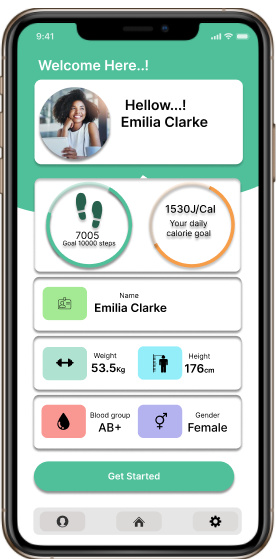 9:41
Welcome Here..!
Hellow...!
Emilia Clarke
7005
Goal 10000 steps
1530J/Cal
Your daily
calorie goal
Name
Emilia Clarke
Weight
53.5Kg
Height
176cm
Blood group
AB+
Gender
Female
Get Started